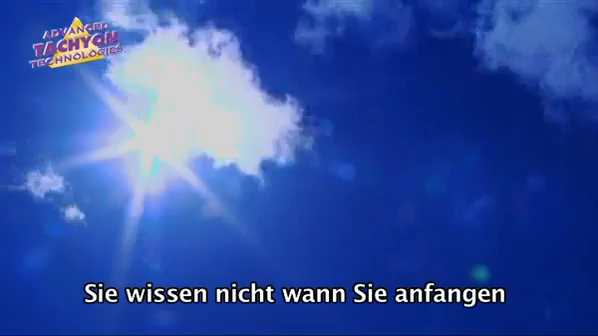 ADVANCED
TACHYON
TECHNOLOGIES
Sie wissen nicht wann Sie anfangen